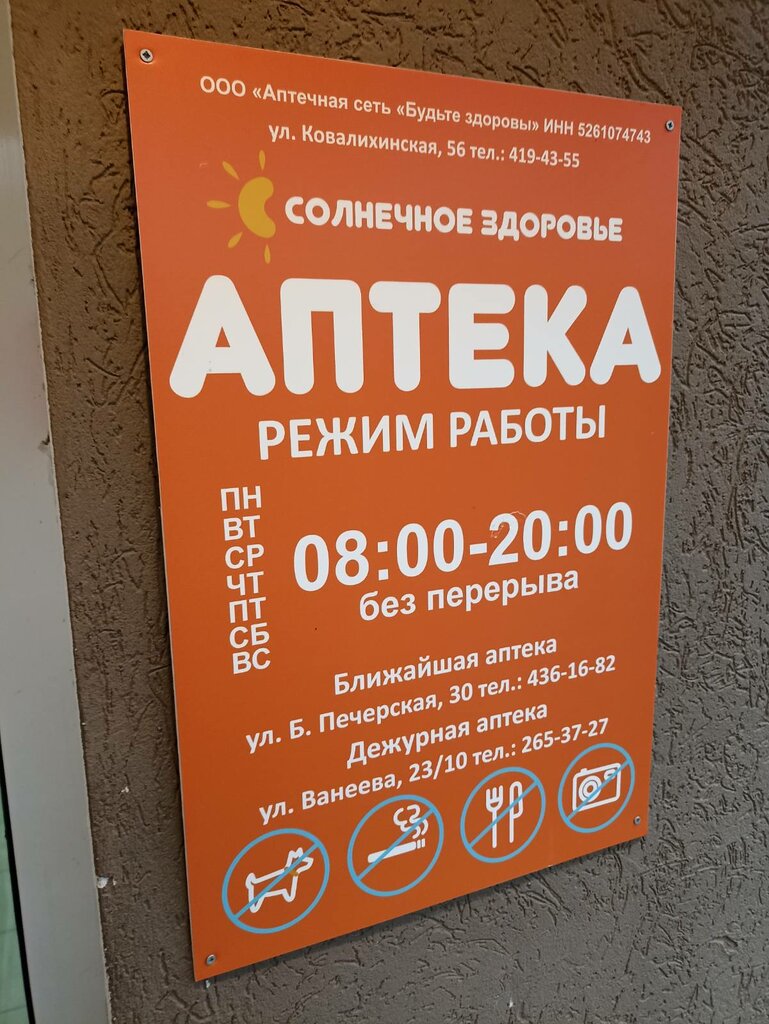 ООО «Аптечная сеть «Будьте здоровы» ИНН 5261074743
ул. Ковалихинская, 56 тел.: 419-43-55
СОЛНЕЧНОЕ ЗДОРОВЬЕ
АПТЕКА
РЕЖИМ РАБОТЫ
ПН
ВТ
СР
ЧТ
ПТ
СБ
ВС
08:00-20:00
без перерыва
Ближайшая аптека
ул. Б. Печерская, 30 тел.: 436-16-82
Дежурная аптека
ул. Ванеева, 23/10 тел.: 265-37-27